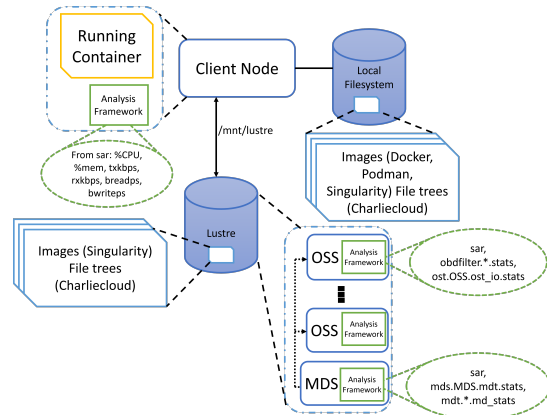 Running
Container
Analysis
Framework
Client Node
Local
Filesystem
/mnt/lustre
From sar: %CPU,
%mem, txkbps,
rxkbps, breadps,
bwriteps
Images (Docker,
Podman,
Singularity) File trees
(Charliecloud)
Lustre
Images (Singularity)
File trees
(Charliecloud)
OSS
Analysis
Framework
sar,
obdfilter.*.stats,
ost.OSS.ost_io.stats
OSS
Analysis
Framework
MDS
Analysis
Framework
sar,
mds.MDS.mdt.stats,
mdt.*.md_stats